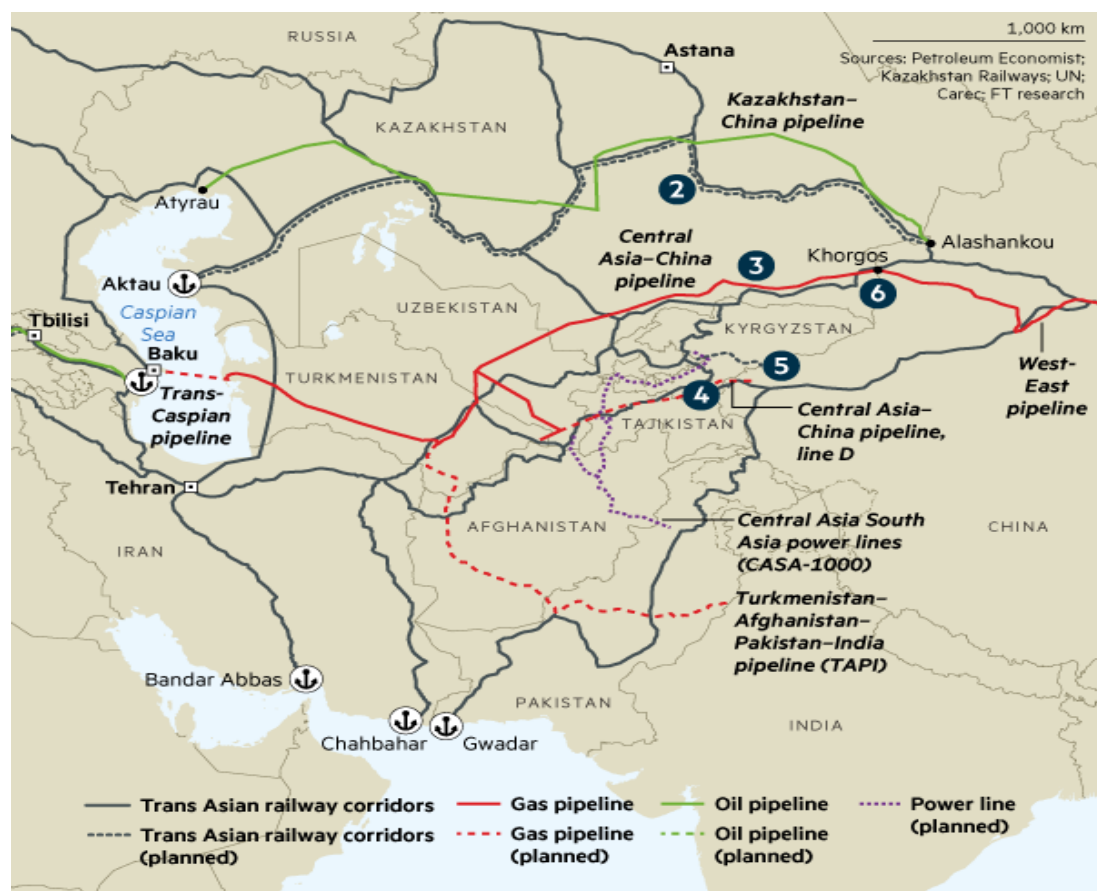 1,000 km
Sources: Petroleum Economist;
Kazakhstan Railways; UN;
Carec; FT research
RUSSIA
Astana
Kazakhstan–
China pipeline
KAZAKHSTAN
2
Atyrau
Alashankou
Central
Asia–China
pipeline
3
Khorgos
6
Aktau
Caspian
Sea
UZBEKISTAN
KYRGYZSTAN
Tbilisi
Baku
5
West-
East
pipeline
TURKMENISTAN
Trans-
Caspian
pipeline
4
TAJIKISTAN
Central Asia–
China pipeline,
line D
Tehran
AFGHANISTAN
CHINA
IRAN
Central Asia South
Asia power lines
(CASA-1000)
Turkmenistan–
Afghanistan–
Pakistan–India
pipeline (TAPI)
Bandar Abbas
PAKISTAN
INDIA
Chahbahar
Gwadar
Trans Asian railway corridors
Gas pipeline
Oil pipeline
Power line
(planned)
Trans Asian railway corridors
(planned)
Gas pipeline
(planned)
Oil pipeline
(planned)